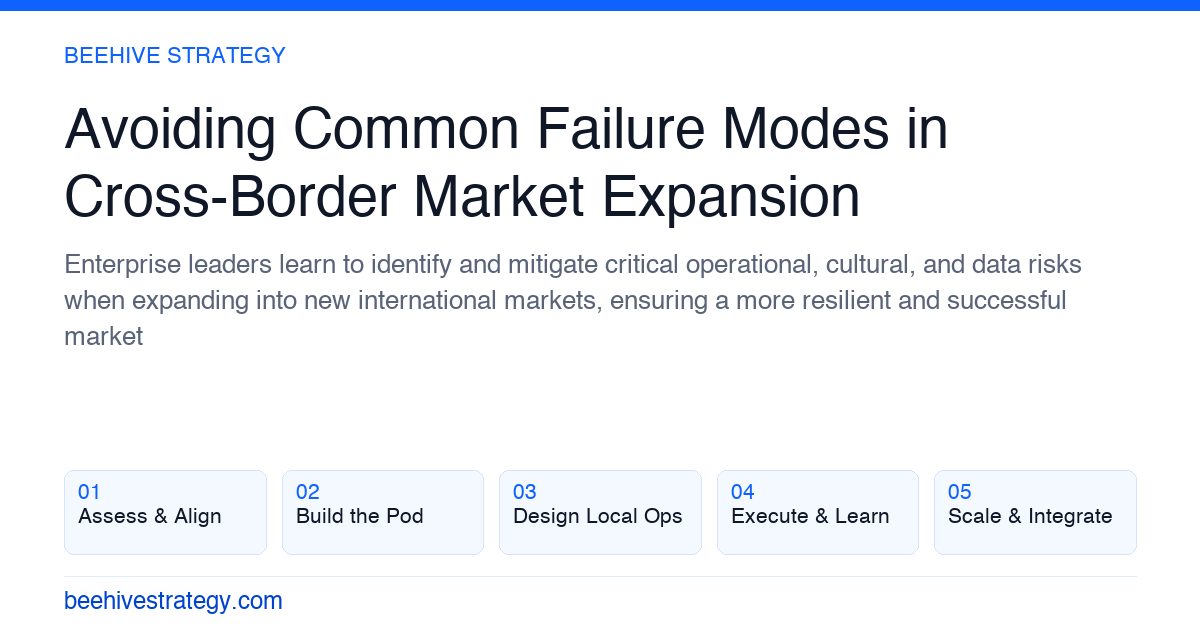 BEEHIVE STRATEGY
Avoiding Common Failure Modes in
Cross-Border Market Expansion
Enterprise leaders learn to identify and mitigate critical operational, cultural, and data risks
when expanding into new international markets, ensuring a more resilient and successful
market
01
Assess & Align
02
Build the Pod
03
Design Local Ops
04
Execute & Learn
05
Scale & Integrate
beehivestrategy.com